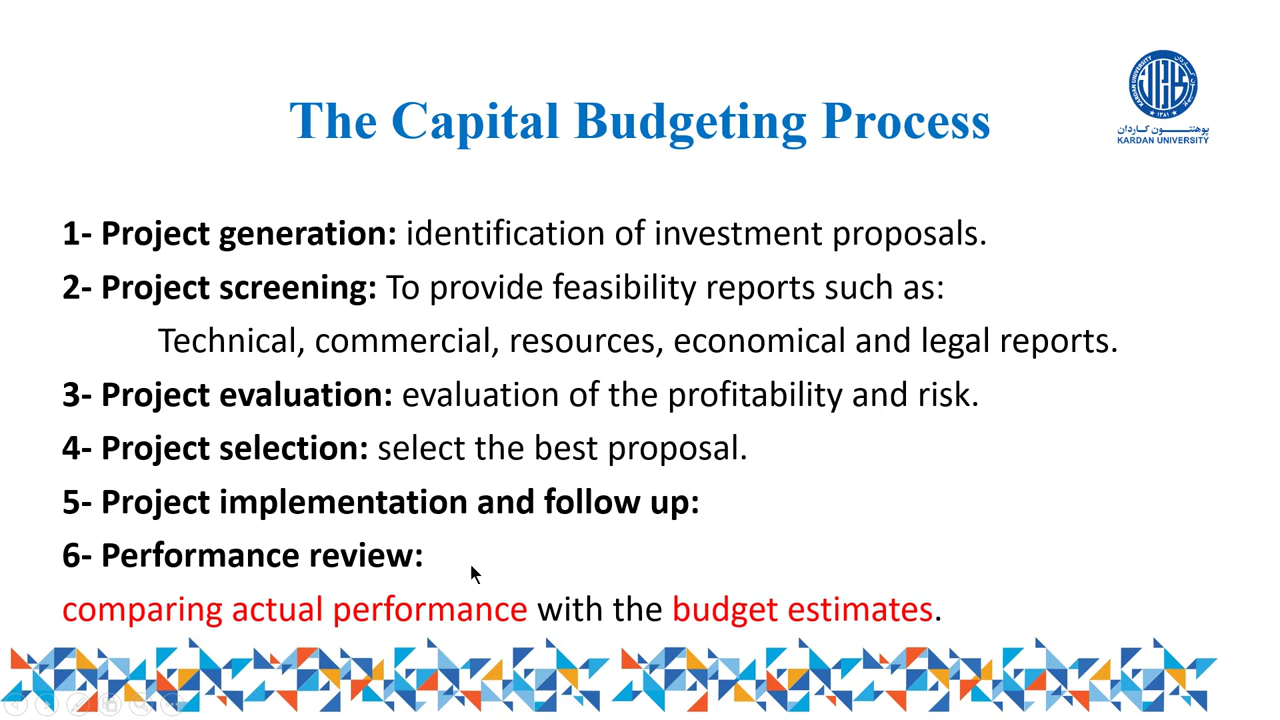 The Capital Budgeting Process
پوهنتـــون کـاردان
KARDAN UNIVERSITY
1- Project generation: identification of investment proposals.
2- Project screening: To provide feasibility reports such as:
Technical, commercial, resources, economical and legal reports.
3- Project evaluation: evaluation of the profitability and risk.
4- Project selection: select the best proposal.
5- Project implementation and follow up:
6- Performance review:
comparing actual performance with the budget estimates.